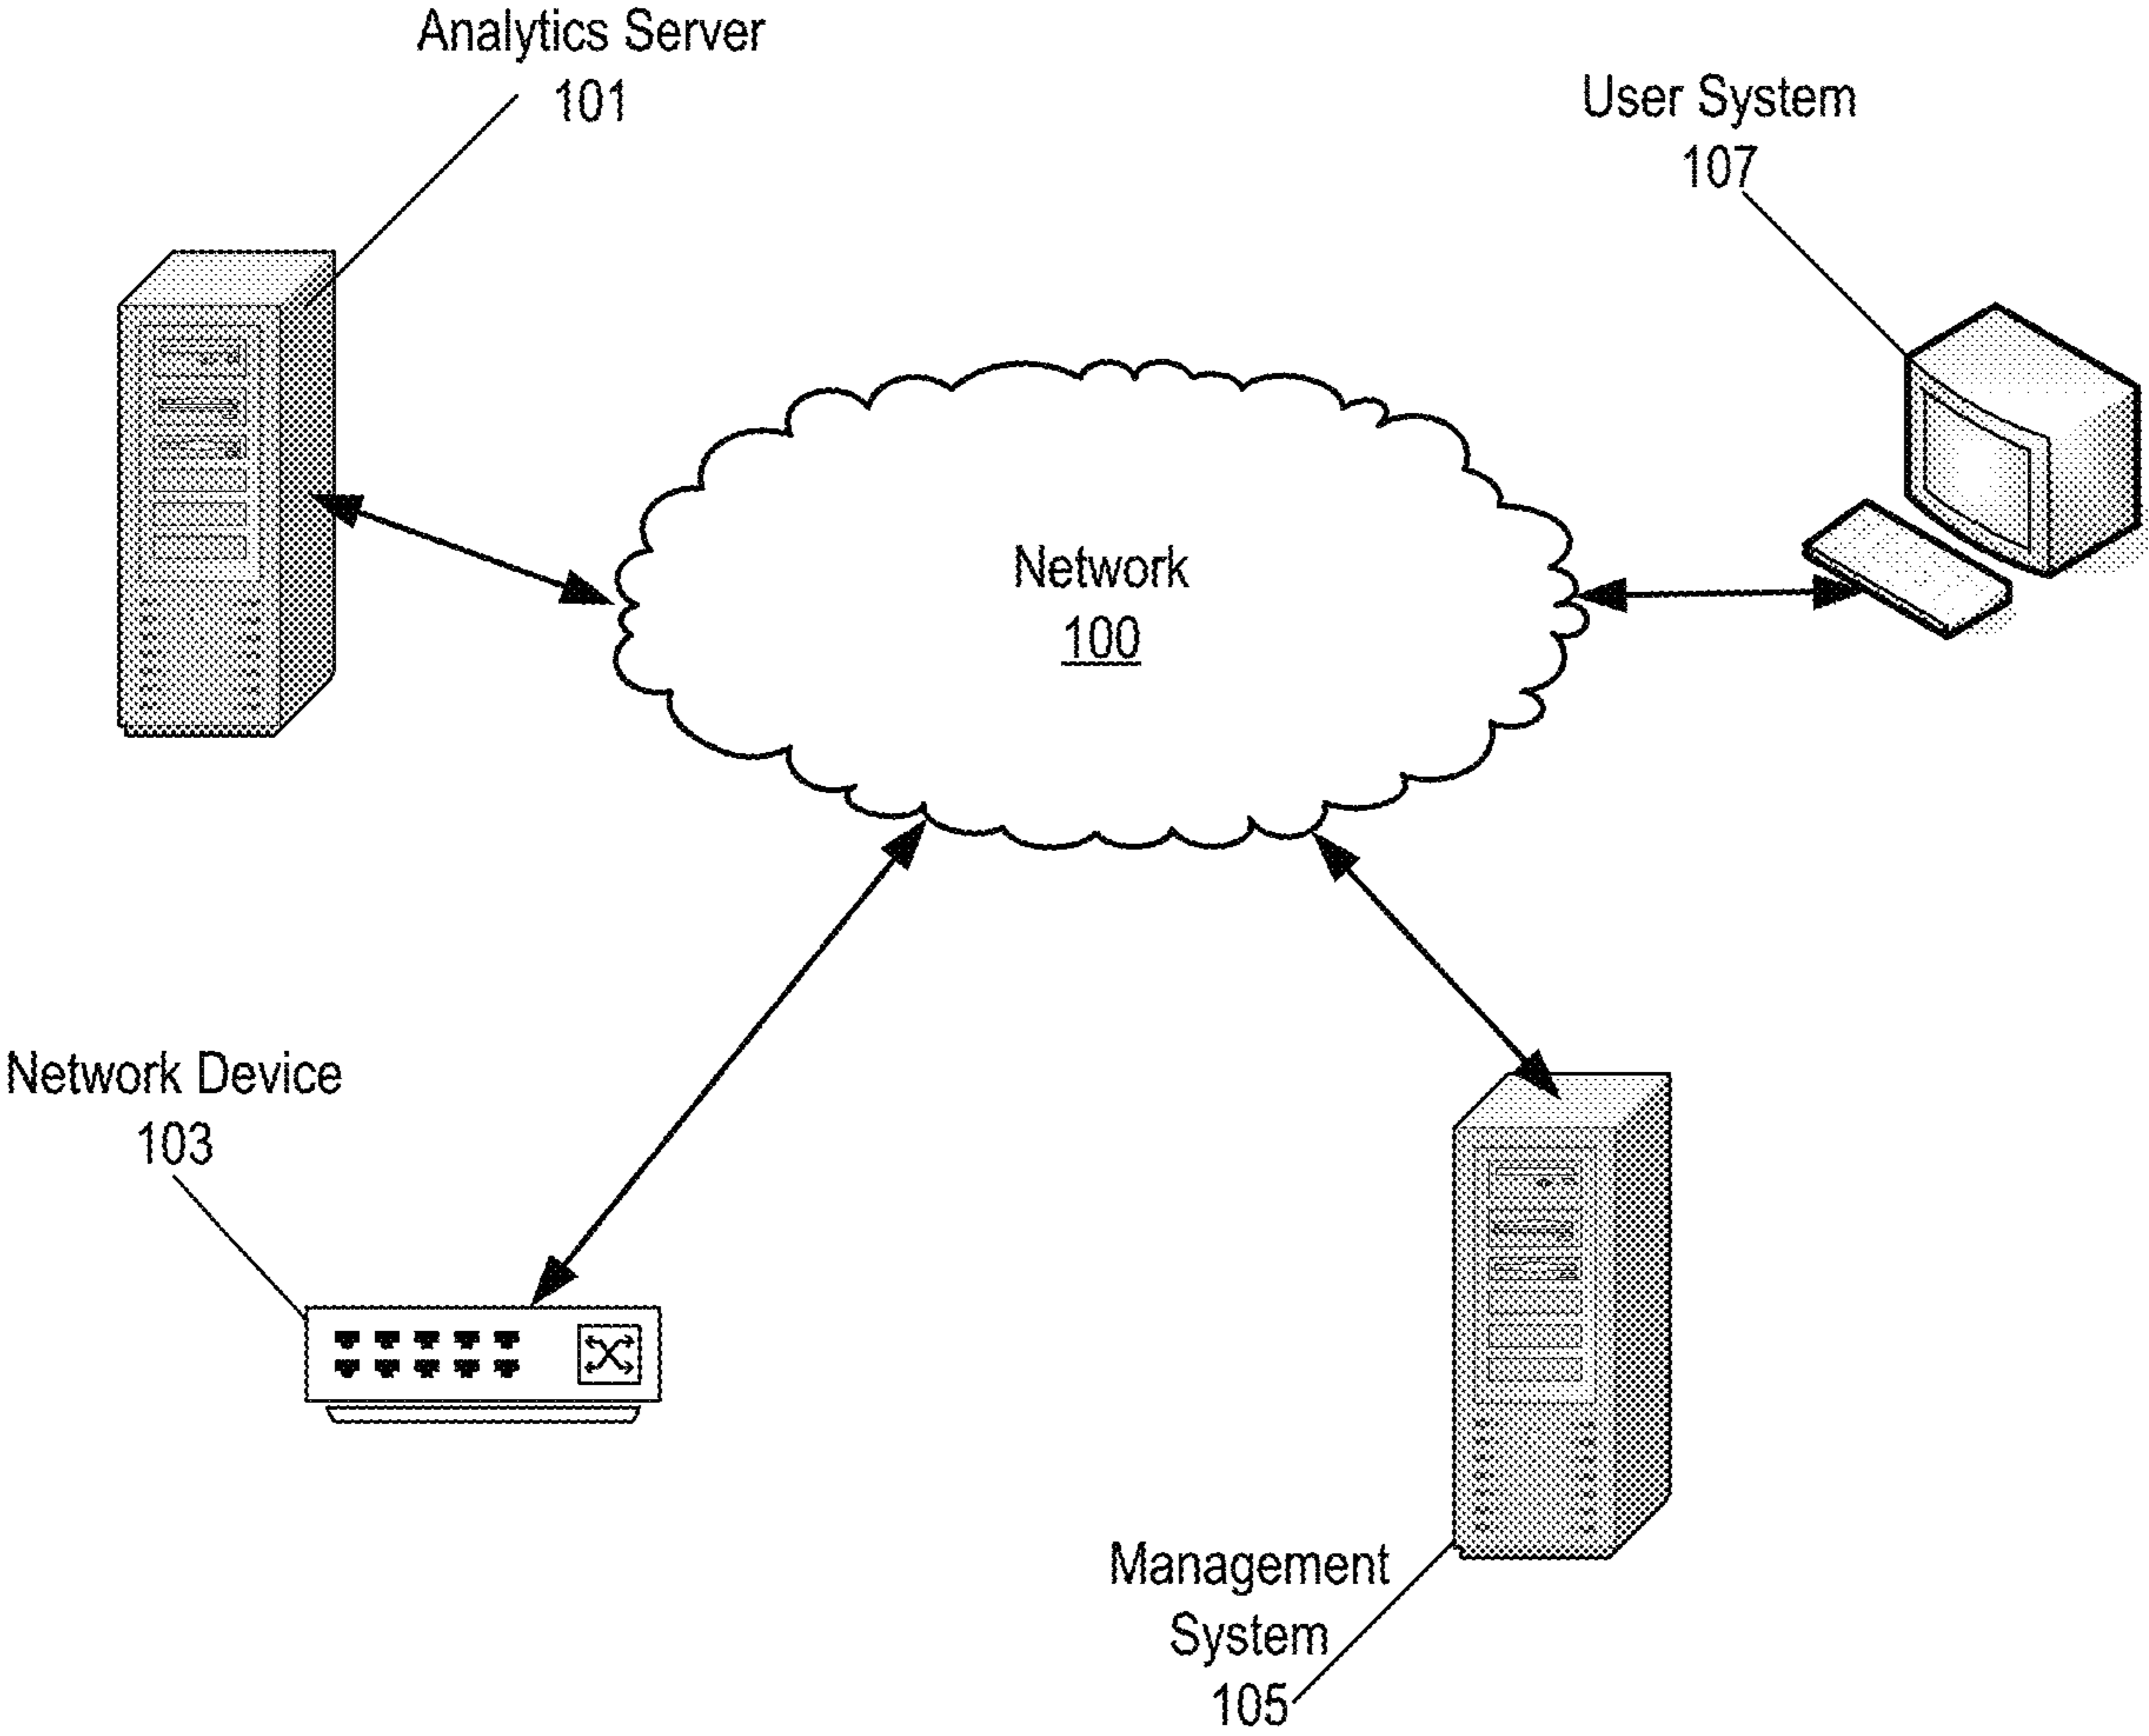 Analytics Server
101
User System
107
Network
100
Network Device
103
Management
System
105